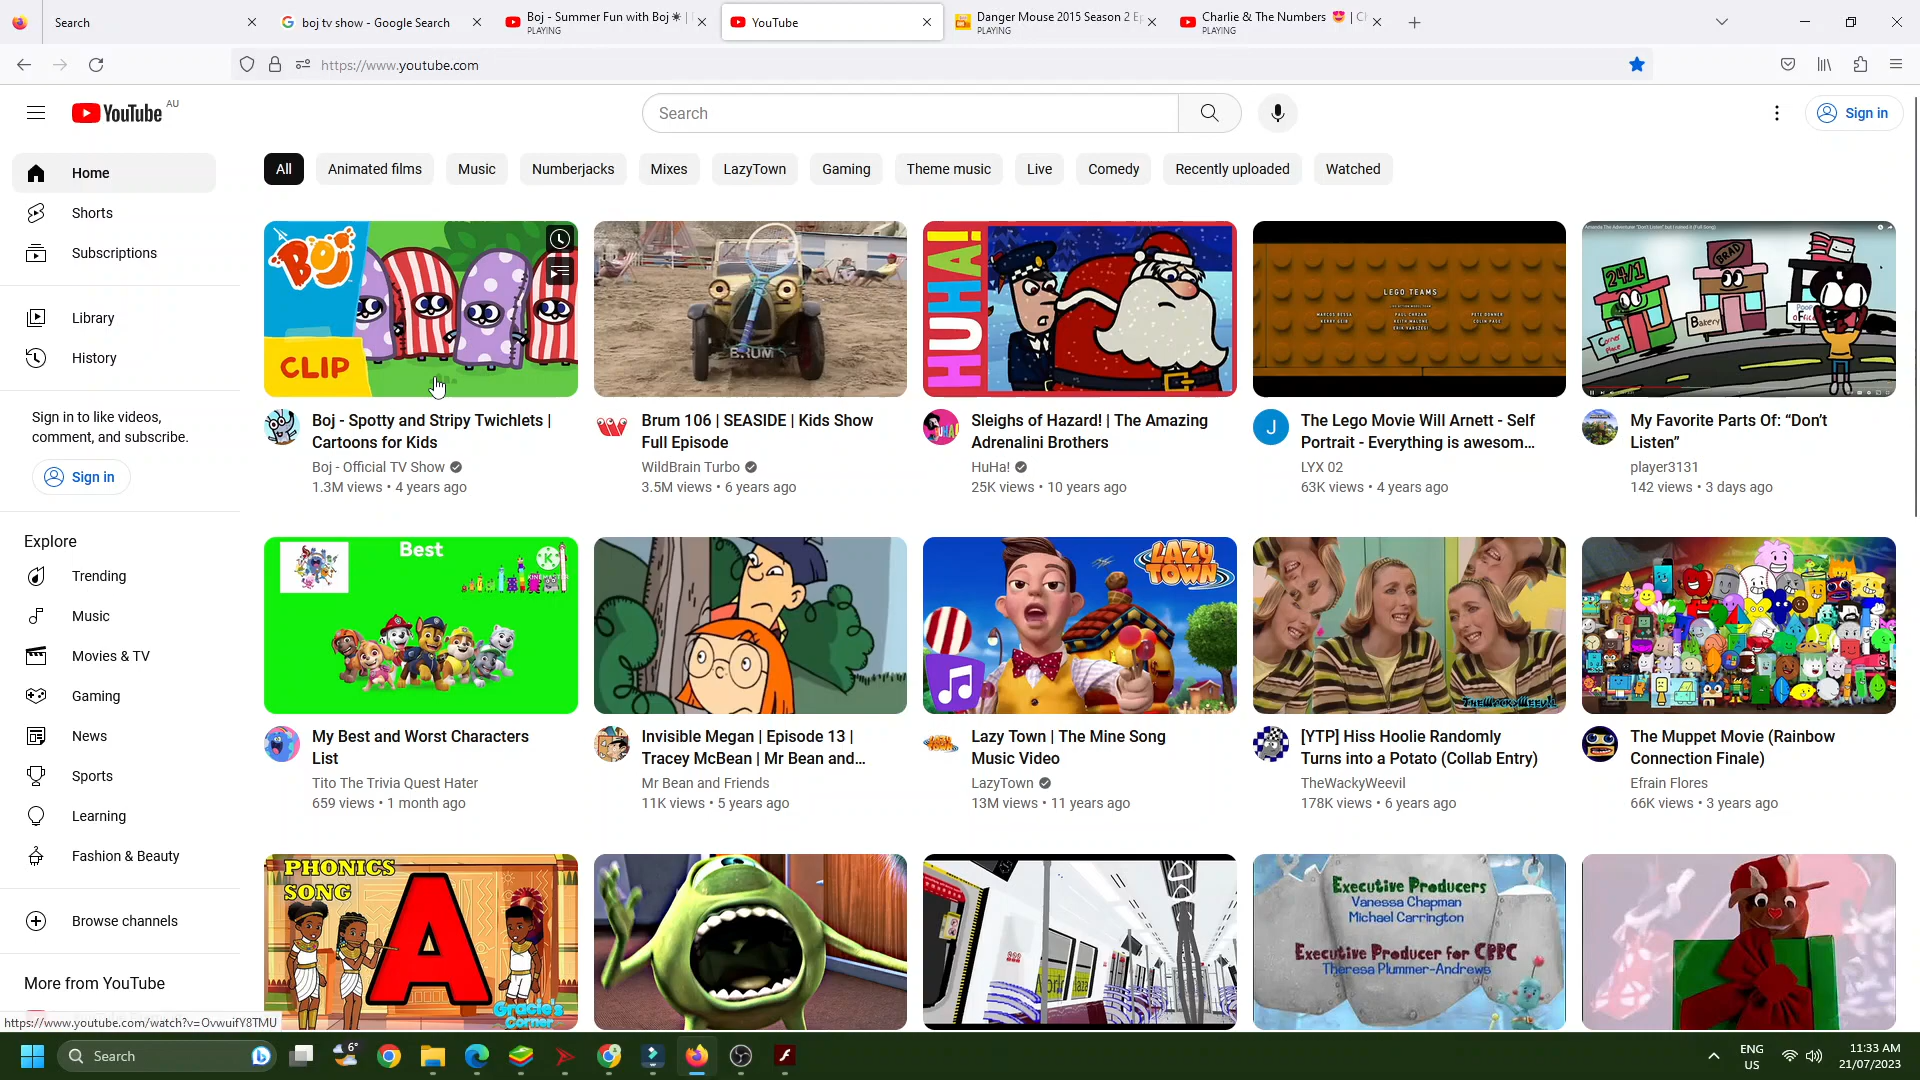 Search
boj tv show - Google Search
Boj - Summer Fun with Boj☀ |
PLAYING
YouTube
Danger Mouse 2015 Season 2 Ep
PLAYING
Charlie & The Numbers 😍 | Ch
PLAYING
https://www.youtube.com
YouTube AU
Search
Sign in
Home
Shorts
Subscriptions
Library
History
Sign in to like videos,
comment, and subscribe.
Sign in
Explore
Trending
Music
Movies & TV
Gaming
News
Sports
Learning
Fashion & Beauty
Browse channels
More from YouTube
https://www.youtube.com/watch?v=OvwuifY8TMU
All
Animated films
Music
Numberjacks
Mixes
LazyTown
Gaming
Theme music
Live
Comedy
Recently uploaded
Watched
BOJ
CLIP
BRUM
HUHA!
LEGO TEAMS
24/1
BRAD
Bakery
Corner
Place
Boj - Spotty and Stripy Twichlets |
Cartoons for Kids
Boj - Official TV Show
1.3M views • 4 years ago
Brum 106 | SEASIDE | Kids Show
Full Episode
WildBrain Turbo
3.5M views • 6 years ago
Sleighs of Hazard! | The Amazing
Adrenalini Brothers
HuHa!
25K views • 10 years ago
J
The Lego Movie Will Arnett - Self
Portrait - Everything is awesom...
LYX 02
63K views • 4 years ago
My Favorite Parts Of: “Don’t
Listen”
player3131
142 views • 3 days ago
Best
K
KINEMASTER
LAZY
TOWN
TheWackyWeevil
My Best and Worst Characters
List
Tito The Trivia Quest Hater
659 views • 1 month ago
Invisible Megan | Episode 13 |
Tracey McBean | Mr Bean and...
Mr Bean and Friends
11K views • 5 years ago
Lazy Town | The Mine Song
Music Video
LazyTown
13M views • 11 years ago
[YTP] Hiss Hoolie Randomly
Turns into a Potato (Collab Entry)
TheWackyWeevil
178K views • 6 years ago
The Muppet Movie (Rainbow
Connection Finale)
Efrain Flores
66K views • 3 years ago
PHONICS
SONG
A
Gracie's
Corner
Executive Producers
Vanessa Chapman
Michael Carrington
Executive Producer for CBBC
Theresa Plummer-Andrews
Search
6°
ENG
US
11:33 AM
21/07/2023